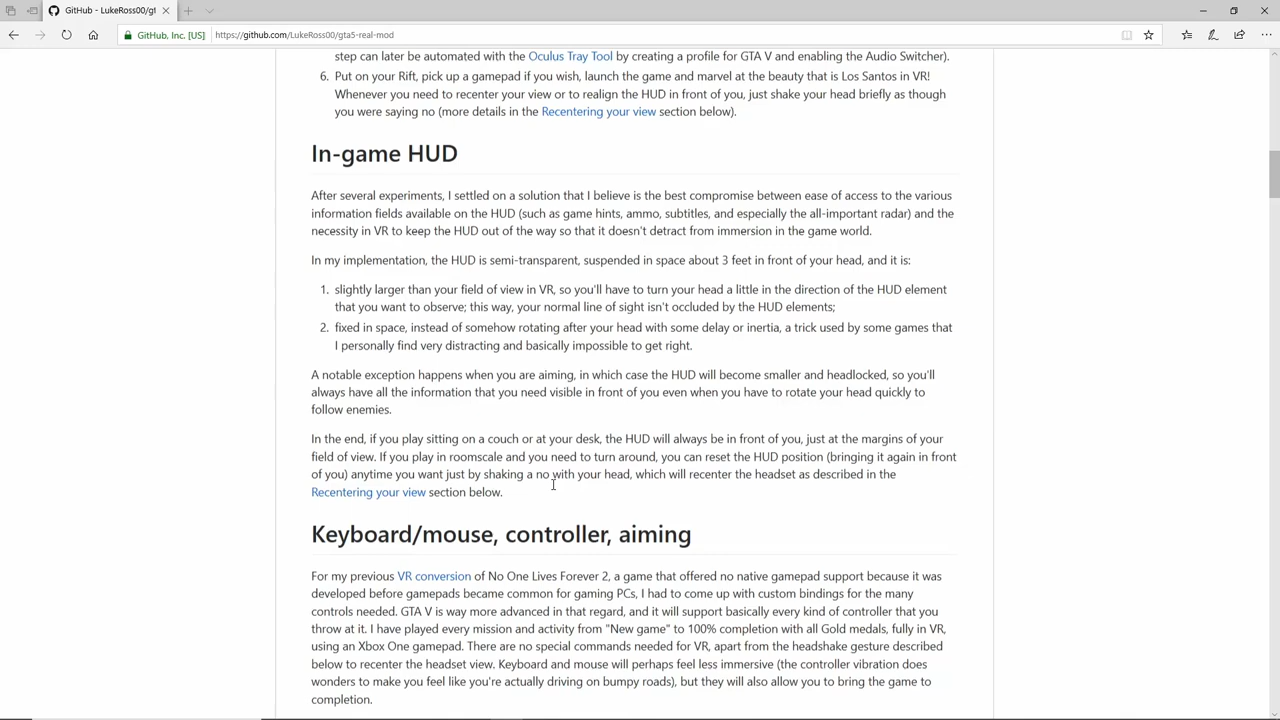 GitHub - LukeRoss00/gt
GitHub, Inc. [US]
https://github.com/LukeRoss00/gta5-real-mod
step can later be automated with the Oculus Tray Tool by creating a profile for GTA V and enabling the Audio Switcher).
6. Put on your Rift, pick up a gamepad if you wish, launch the game and marvel at the beauty that is Los Santos in VR!
Whenever you need to recenter your view or to realign the HUD in front of you, just shake your head briefly as though
you were saying no (more details in the Recentering your view section below).
In-game HUD
After several experiments, I settled on a solution that I believe is the best compromise between ease of access to the various
information fields available on the HUD (such as game hints, ammo, subtitles, and especially the all-important radar) and the
necessity in VR to keep the HUD out of the way so that it doesn't detract from immersion in the game world.
In my implementation, the HUD is semi-transparent, suspended in space about 3 feet in front of your head, and it is:
1. slightly larger than your field of view in VR, so you'll have to turn your head a little in the direction of the HUD element
that you want to observe; this way, your normal line of sight isn't occluded by the HUD elements;
2. fixed in space, instead of somehow rotating after your head with some delay or inertia, a trick used by some games that
I personally find very distracting and basically impossible to get right.
A notable exception happens when you are aiming, in which case the HUD will become smaller and headlocked, so you'll
always have all the information that you need visible in front of you even when you have to rotate your head quickly to
follow enemies.
In the end, if you play sitting on a couch or at your desk, the HUD will always be in front of you, just at the margins of your
field of view. If you play in roomscale and you need to turn around, you can reset the HUD position (bringing it again in front
of you) anytime you want just by shaking a no with your head, which will recenter the headset as described in the
Recentering your view section below.
Keyboard/mouse, controller, aiming
For my previous VR conversion of No One Lives Forever 2, a game that offered no native gamepad support because it was
developed before gamepads became common for gaming PCs, I had to come up with custom bindings for the many
controls needed. GTA V is way more advanced in that regard, and it will support basically every kind of controller that you
throw at it. I have played every mission and activity from "New game" to 100% completion with all Gold medals, fully in VR,
using an Xbox One gamepad. There are no special commands needed for VR, apart from the headshake gesture described
below to recenter the headset view. Keyboard and mouse will perhaps feel less immersive (the controller vibration does
wonders to make you feel like you're actually driving on bumpy roads), but they will also allow you to bring the game to
completion.